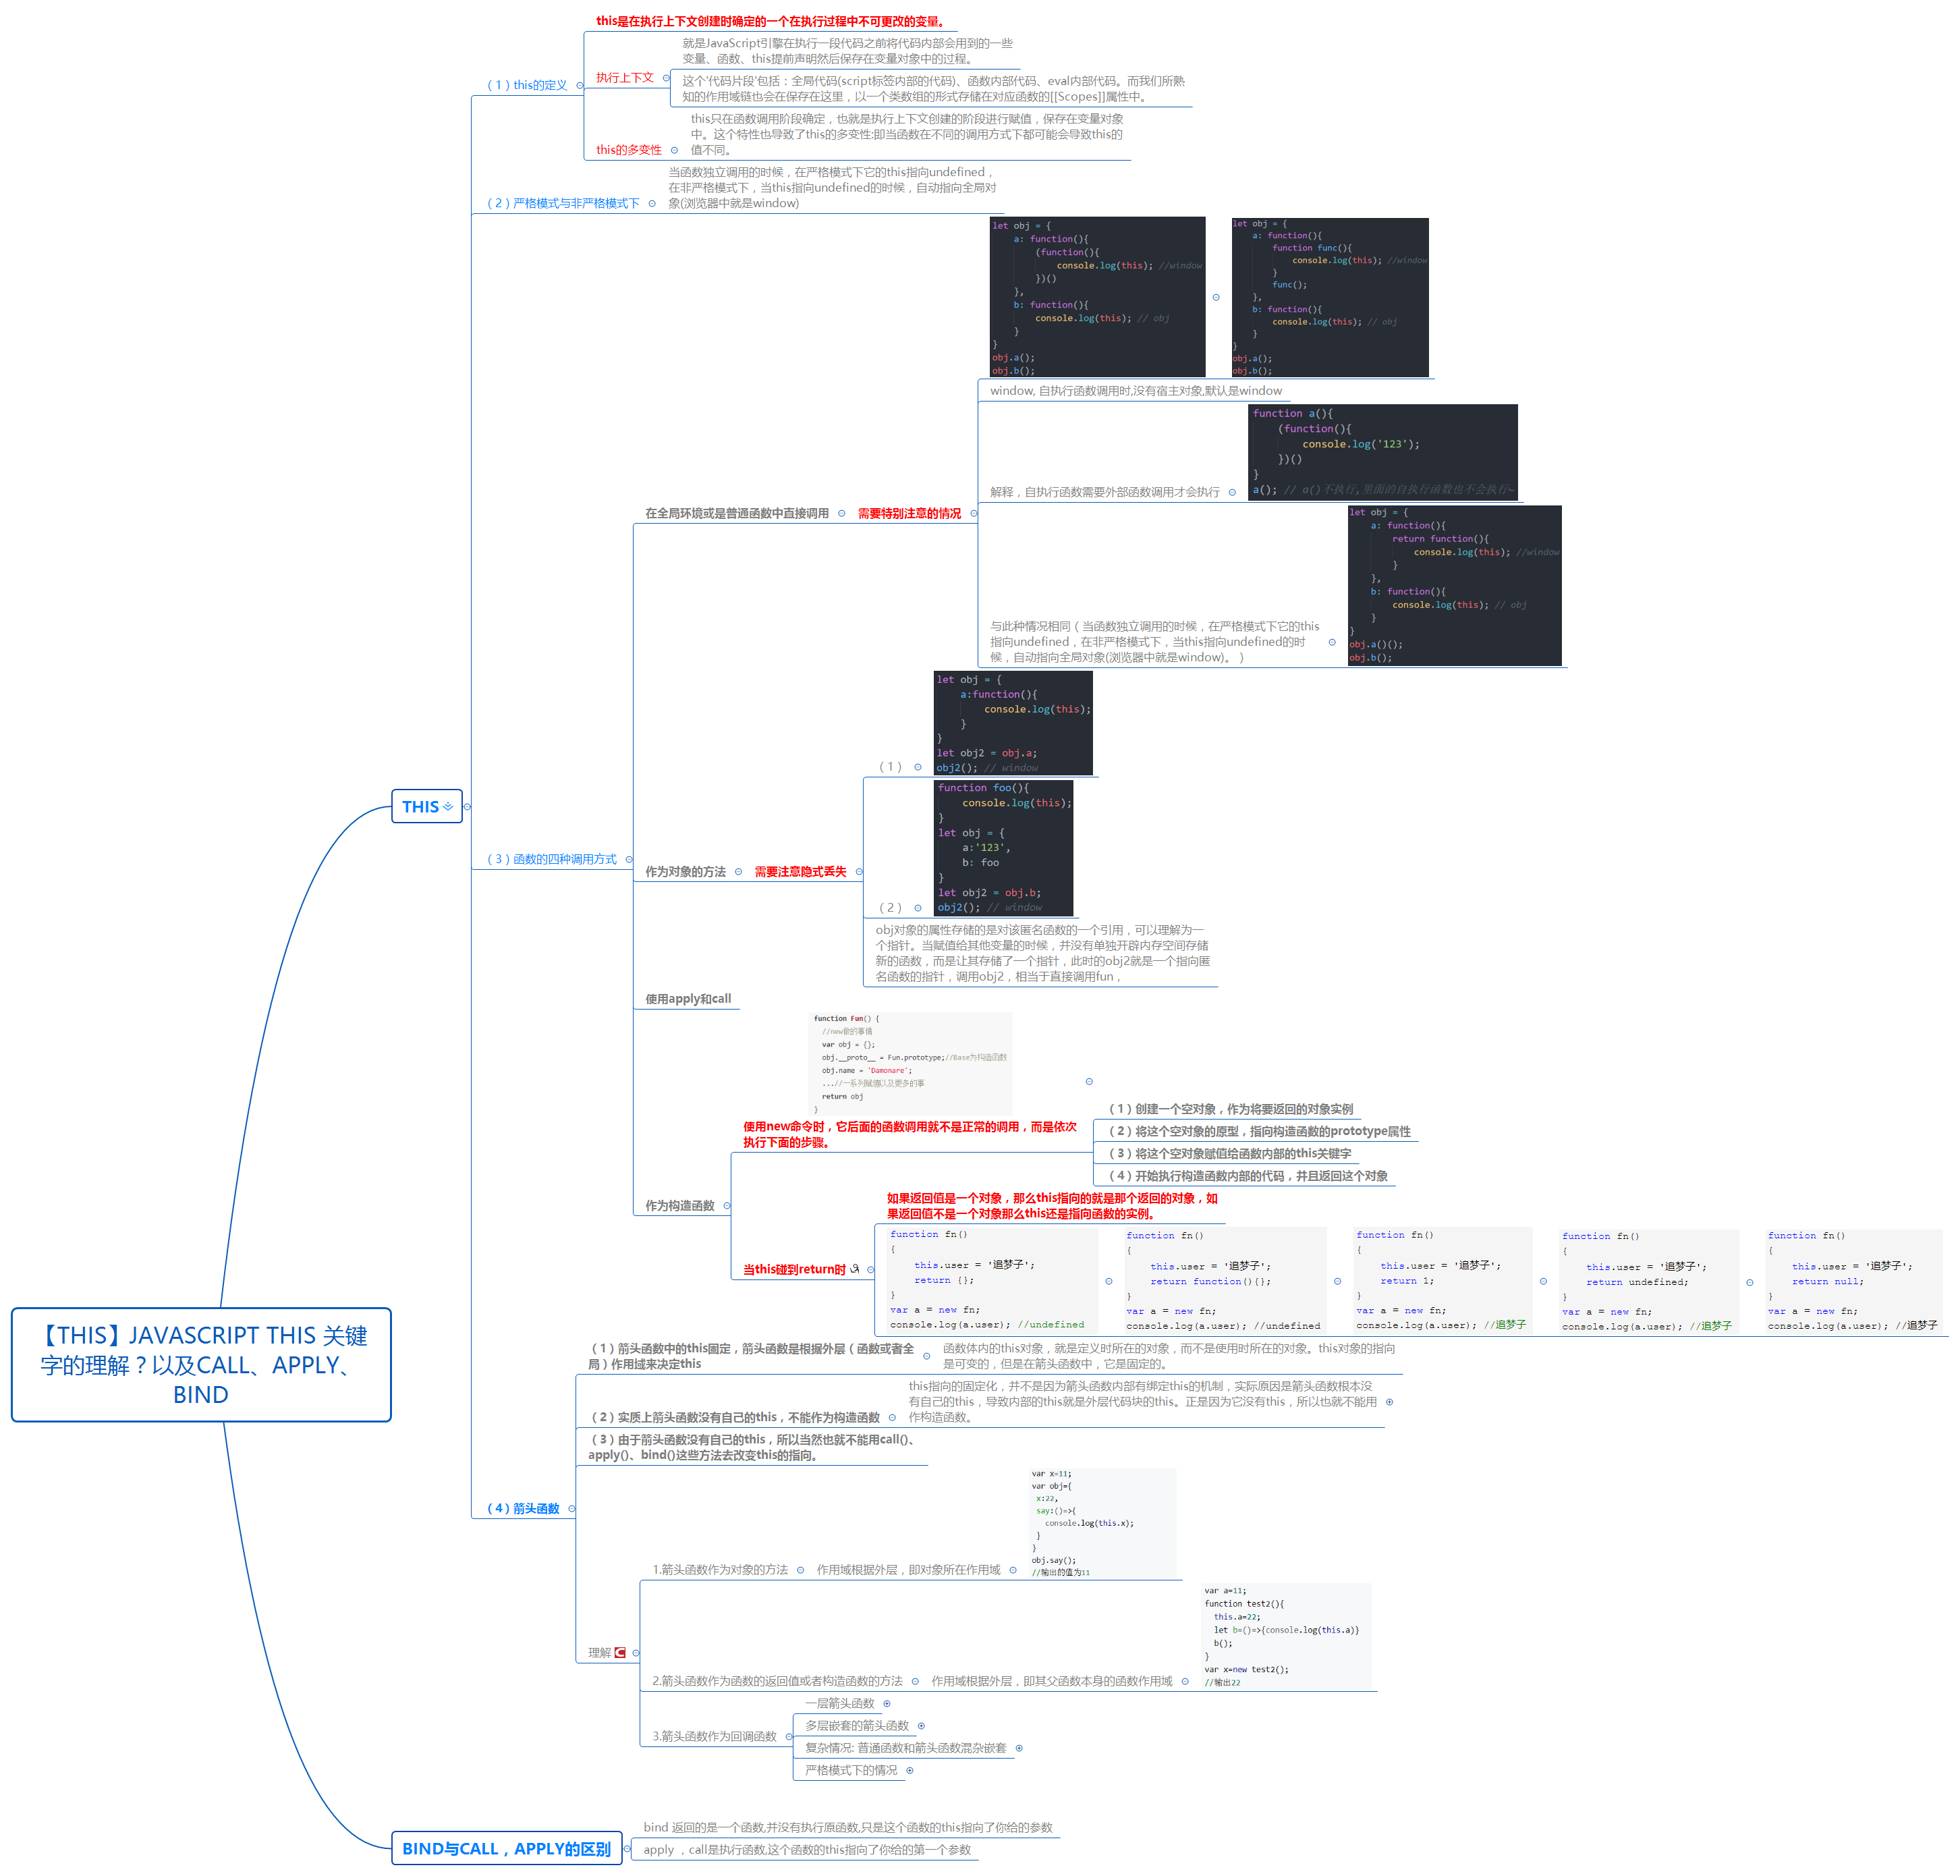 【THIS】JAVASCRIPT THIS 关键
字的理解？以及CALL、APPLY、
BIND
THIS
（1）this的定义
this是在执行上下文创建时确定的一个在执行过程中不可更改的变量。
执行上下文
就是JavaScript引擎在执行一段代码之前将代码内部会用到的一些
变量、函数、this提前声明然后保存在变量对象中的过程。
这个'代码片段'包括：全局代码(script标签内部的代码)、函数内部代码、eval内部代码。而我们所熟
知的作用域链也会在保存在这里，以一个类数组的形式存储在对应函数的[[Scopes]]属性中。
this的多变性
this只在函数调用阶段确定，也就是执行上下文创建的阶段进行赋值，保存在变量对象
中。这个特性也导致了this的多变性:即当函数在不同的调用方式下都可能会导致this的
值不同。
（2）严格模式与非严格模式下
当函数独立调用的时候，在严格模式下它的this指向undefined，
在非严格模式下，当this指向undefined的时候，自动指向全局对
象(浏览器中就是window)
（3）函数的四种调用方式
在全局环境或是普通函数中直接调用
需要特别注意的情况
let obj = {
a: function(){
(function(){
console.log(this); //window
})()
},
b: function(){
console.log(this); // obj
}
}
obj.a();
obj.b();
let obj = {
a: function(){
function func(){
console.log(this); //window
}
func();
},
b: function(){
console.log(this); // obj
}
}
obj.a();
obj.b();
window, 自执行函数调用时,没有宿主对象,默认是window
解释，自执行函数需要外部函数调用才会执行
function a(){
(function(){
console.log('123');
})()
}
a(); // a()不执行,里面的自执行函数也不会执行~
与此种情况相同（当函数独立调用的时候，在严格模式下它的this
指向undefined，在非严格模式下，当this指向undefined的时
候，自动指向全局对象(浏览器中就是window)。）
let obj = {
a: function(){
return function(){
console.log(this); //window
}
},
b: function(){
console.log(this); // obj
}
}
obj.a()();
obj.b();
作为对象的方法
需要注意隐式丢失
（1）
let obj = {
a:function(){
console.log(this);
}
}
let obj2 = obj.a;
obj2(); // window
（2）
function foo(){
console.log(this);
}
let obj = {
a:'123',
b: foo
}
let obj2 = obj.b;
obj2(); // window
obj对象的属性存储的是对该匿名函数的一个引用，可以理解为一
个指针。当赋值给其他变量的时候，并没有单独开辟内存空间存储
新的函数，而是让其存储了一个指针，此时的obj2就是一个指向匿
名函数的指针，调用obj2，相当于直接调用fun，
使用apply和call
作为构造函数
function Fun() {
//new做的事情
var obj = {};
obj.__proto__ = Fun.prototype;//Base为构造函数
obj.name = 'Damonare';
...//一系列赋值以及更多的事
return obj
}
使用new命令时，它后面的函数调用就不是正常的调用，而是依次
执行下面的步骤。
（1）创建一个空对象，作为将要返回的对象实例
（2）将这个空对象的原型，指向构造函数的prototype属性
（3）将这个空对象赋值给函数内部的this关键字
（4）开始执行构造函数内部的代码，并且返回这个对象
当this碰到return时
如果返回值是一个对象，那么this指向的就是那个返回的对象，如
果返回值不是一个对象那么this还是指向函数的实例。
function fn()
{
this.user = '追梦子';
return {};
}
var a = new fn;
console.log(a.user); //undefined
function fn()
{
this.user = '追梦子';
return function(){};
}
var a = new fn;
console.log(a.user); //undefined
function fn()
{
this.user = '追梦子';
return 1;
}
var a = new fn;
console.log(a.user); //追梦子
function fn()
{
this.user = '追梦子';
return undefined;
}
var a = new fn;
console.log(a.user); //追梦子
function fn()
{
this.user = '追梦子';
return null;
}
var a = new fn;
console.log(a.user); //追梦子
（4）箭头函数
（1）箭头函数中的this固定，箭头函数是根据外层（函数或者全
局）作用域来决定this
函数体内的this对象，就是定义时所在的对象，而不是使用时所在的对象。this对象的指向
是可变的，但是在箭头函数中，它是固定的。
（2）实质上箭头函数没有自己的this，不能作为构造函数
this指向的固定化，并不是因为箭头函数内部有绑定this的机制，实际原因是箭头函数根本没
有自己的this，导致内部的this就是外层代码块的this。正是因为它没有this，所以也就不能用
作构造函数。
（3）由于箭头函数没有自己的this，所以当然也就不能用call()、
apply()、bind()这些方法去改变this的指向。
理解
1.箭头函数作为对象的方法
作用域根据外层，即对象所在作用域
var x=11;
var obj={
x:22,
say:()=>{
console.log(this.x);
}
}
obj.say();
//输出的值为11
2.箭头函数作为函数的返回值或者构造函数的方法
作用域根据外层，即其父函数本身的函数作用域
var a=11;
function test2(){
this.a=22;
let b=()=>{console.log(this.a)}
b();
}
var x=new test2();
//输出22
3.箭头函数作为回调函数
一层箭头函数
多层嵌套的箭头函数
复杂情况: 普通函数和箭头函数混杂嵌套
严格模式下的情况
BIND与CALL，APPLY的区别
bind 返回的是一个函数,并没有执行原函数,只是这个函数的this指向了你给的参数
apply ，call是执行函数,这个函数的this指向了你给的第一个参数